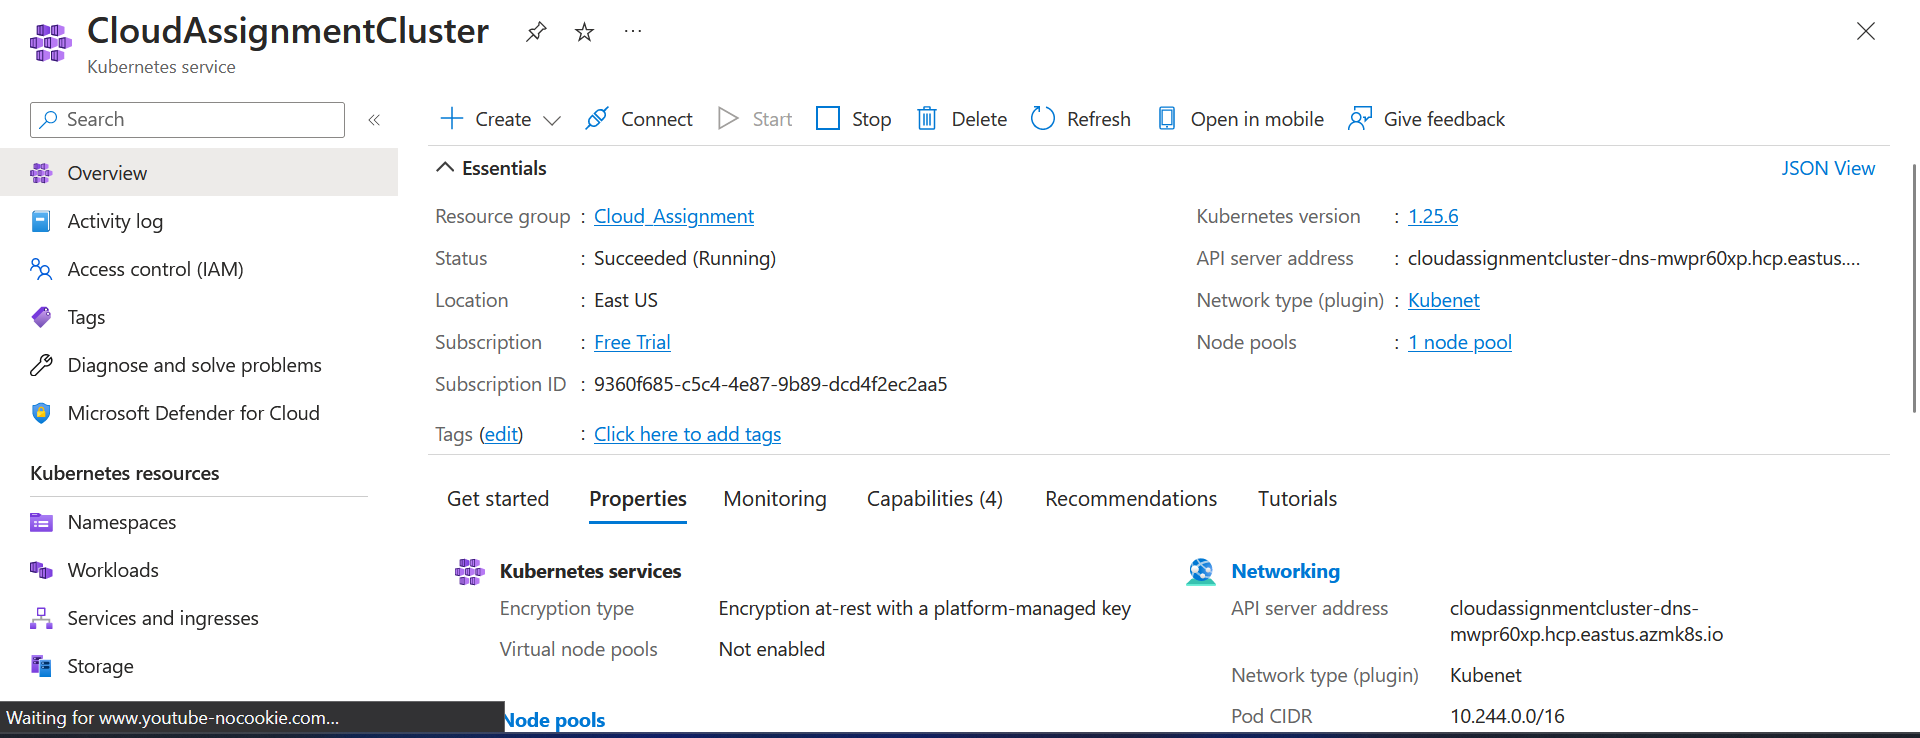 CloudAssignmentCluster
Kubernetes service
Search
Overview
Activity log
Access control (IAM)
Tags
Diagnose and solve problems
Microsoft Defender for Cloud
Kubernetes resources
Namespaces
Workloads
Services and ingresses
Storage
Waiting for www.youtube-nocookie.com...
Create Connect Start Stop Delete Refresh Open in mobile Give feedback
Essentials JSON View
Resource group : Cloud_Assignment
Status : Succeeded (Running)
Location : East US
Subscription : Free Trial
Subscription ID : 9360f685-c5c4-4e87-9b89-dcd4f2ec2aa5
Tags (edit) : Click here to add tags
Kubernetes version : 1.25.6
API server address : cloudassignmentcluster-dns-mwpr60xp.hcp.eastus....
Network type (plugin) : Kubenet
Node pools : 1 node pool
Get started Properties Monitoring Capabilities (4) Recommendations Tutorials
Kubernetes services
Encryption type Encryption at-rest with a platform-managed key
Virtual node pools Not enabled
Node pools
Networking
API server address cloudassignmentcluster-dns-
mwpr60xp.hcp.eastus.azmk8s.io
Network type (plugin) Kubenet
Pod CIDR 10.244.0.0/16